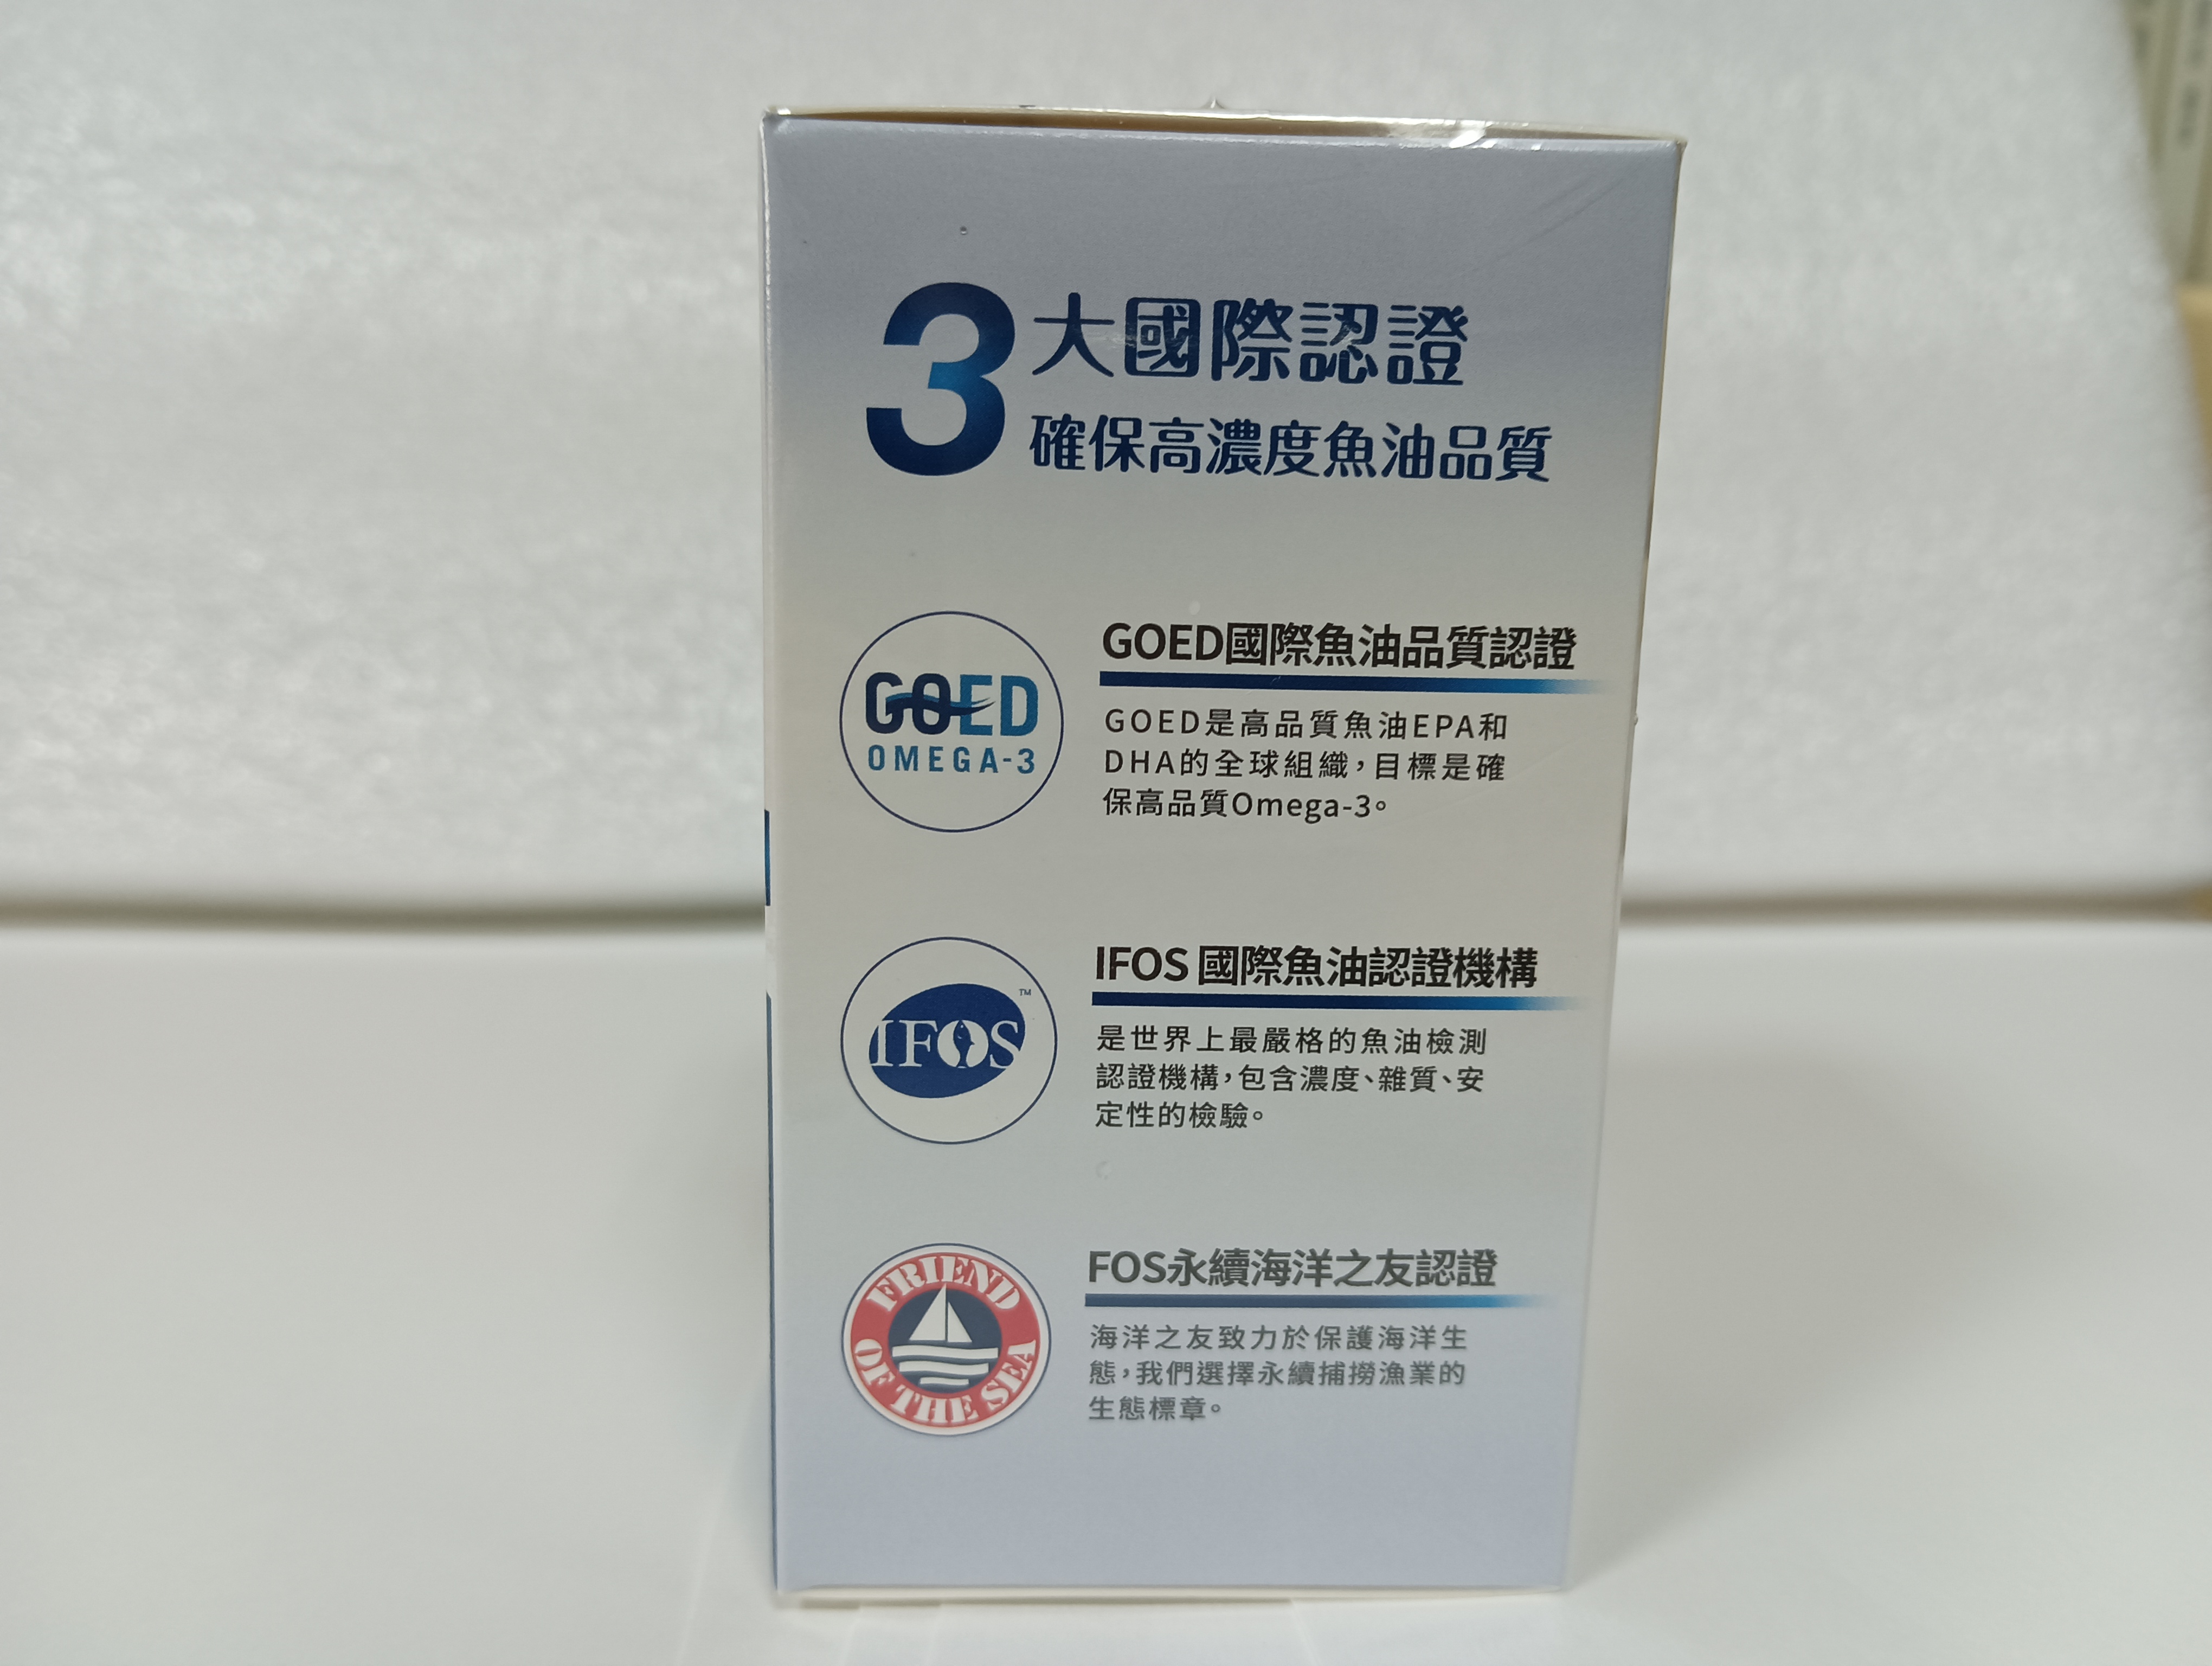 3大國際認證
確保高濃度魚油品質
GOED
OMEGA-3
GOED國際魚油品質認證
GOED是高品質魚油EPA和
DHA的全球組織，目標是確
保高品質Omega-3。
IFOS™
IFOS 國際魚油認證機構
是世界上最嚴格的魚油檢測
認證機構，包含濃度、雜質、安
定性的檢驗。
FRIEND
OF THE SEA
FOS永續海洋之友認證
海洋之友致力於保護海洋生
態，我們選擇永續捕撈漁業的
生態標章。